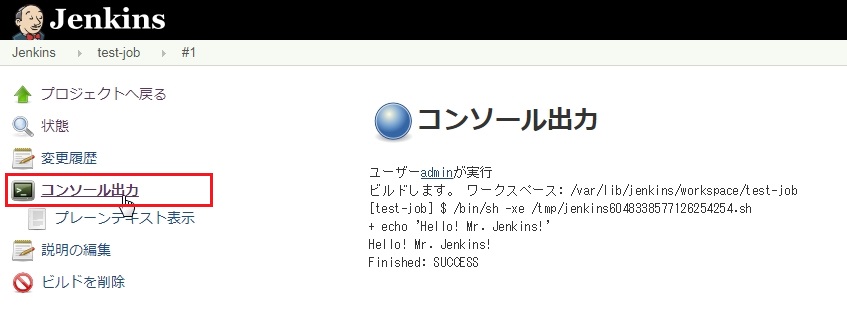 Jenkins
Jenkins test-job #1
プロジェクトへ戻る
状態
変更履歴
コンソール出力
プレーンテキスト表示
説明の編集
ビルドを削除
コンソール出力
ユーザーadminが実行
ビルドします。 ワークスペース: /var/lib/jenkins/workspace/test-job
[test-job] $ /bin/sh -xe /tmp/jenkins6048338577126254254.sh
+ echo 'Hello! Mr. Jenkins!'
Hello! Mr. Jenkins!
Finished: SUCCESS